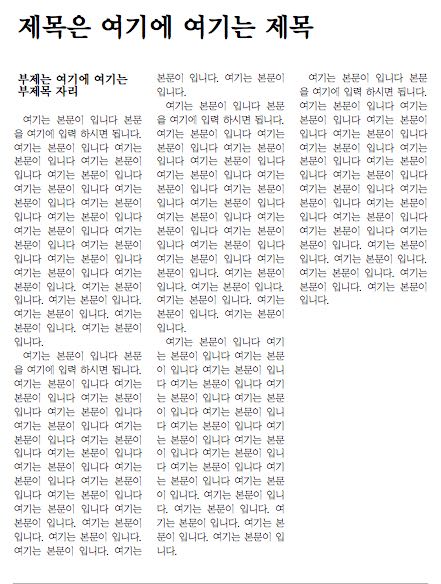 제목은 여기에 여기는 제목
부제는 여기에 여기는
부제목 자리
여기는 본문이 입니다 본문
을 여기에 입력 하시면 됩니다.
여기는 본문이 입니다 여기는
본문이 입니다 여기는 본문이
입니다 여기는 본문이 입니다
여기는 본문이 입니다 여기는
본문이 입니다 여기는 본문이
입니다 여기는 본문이 입니다
여기는 본문이 입니다 여기는
본문이 입니다 여기는 본문이
입니다 여기는 본문이 입니다
여기는 본문이 입니다 여기는
본문이 입니다. 여기는 본문이
입니다. 여기는 본문이 입니다.
여기는 본문이 입니다. 여기는
본문이 입니다. 여기는 본문이
입니다.
여기는 본문이 입니다 본문
을 여기에 입력 하시면 됩니다.
여기는 본문이 입니다 여기는
본문이 입니다 여기는 본문이
입니다 여기는 본문이 입니다
여기는 본문이 입니다 여기는
본문이 입니다 여기는 본문이
입니다 여기는 본문이 입니다
여기는 본문이 입니다 여기는
본문이 입니다 여기는 본문이
입니다 여기는 본문이 입니다
여기는 본문이 입니다 여기는
본문이 입니다. 여기는 본문이
입니다. 여기는 본문이 입니다.
여기는 본문이 입니다. 여기는
본문이 입니다. 여기는 본문이
입니다.
여기는 본문이 입니다 본문
을 여기에 입력 하시면 됩니다.
여기는 본문이 입니다 여기는
본문이 입니다 여기는 본문이
입니다 여기는 본문이 입니다
여기는 본문이 입니다 여기는
본문이 입니다 여기는 본문이
입니다 여기는 본문이 입니다
여기는 본문이 입니다 여기는
본문이 입니다 여기는 본문이
입니다 여기는 본문이 입니다
여기는 본문이 입니다 여기는
본문이 입니다. 여기는 본문이
입니다. 여기는 본문이 입니다.
여기는 본문이 입니다. 여기는
본문이 입니다. 여기는 본문이
입니다.
여기는 본문이 입니다 여기
는 본문이 입니다 여기는 본문
이 입니다 여기는 본문이 입니
다 여기는 본문이 입니다 여기
는 본문이 입니다 여기는 본문
이 입니다 여기는 본문이 입니
다 여기는 본문이 입니다 여기
는 본문이 입니다 여기는 본문
이 입니다 여기는 본문이 입니
다 여기는 본문이 입니다 여기
는 본문이 입니다 여기는 본문
이 입니다. 여기는 본문이 입니
다. 여기는 본문이 입니다. 여
기는 본문이 입니다. 여기는 본
문이 입니다. 여기는 본문이 입
니다.
여기는 본문이 입니다 본문
을 여기에 입력 하시면 됩니다.
여기는 본문이 입니다 여기는
본문이 입니다 여기는 본문이
입니다 여기는 본문이 입니다
여기는 본문이 입니다 여기는
본문이 입니다 여기는 본문이
입니다 여기는 본문이 입니다
여기는 본문이 입니다 여기는
본문이 입니다 여기는 본문이
입니다 여기는 본문이 입니다
여기는 본문이 입니다 여기는
본문이 입니다. 여기는 본문이
입니다. 여기는 본문이 입니다.
여기는 본문이 입니다. 여기는
본문이 입니다. 여기는 본문이
입니다.